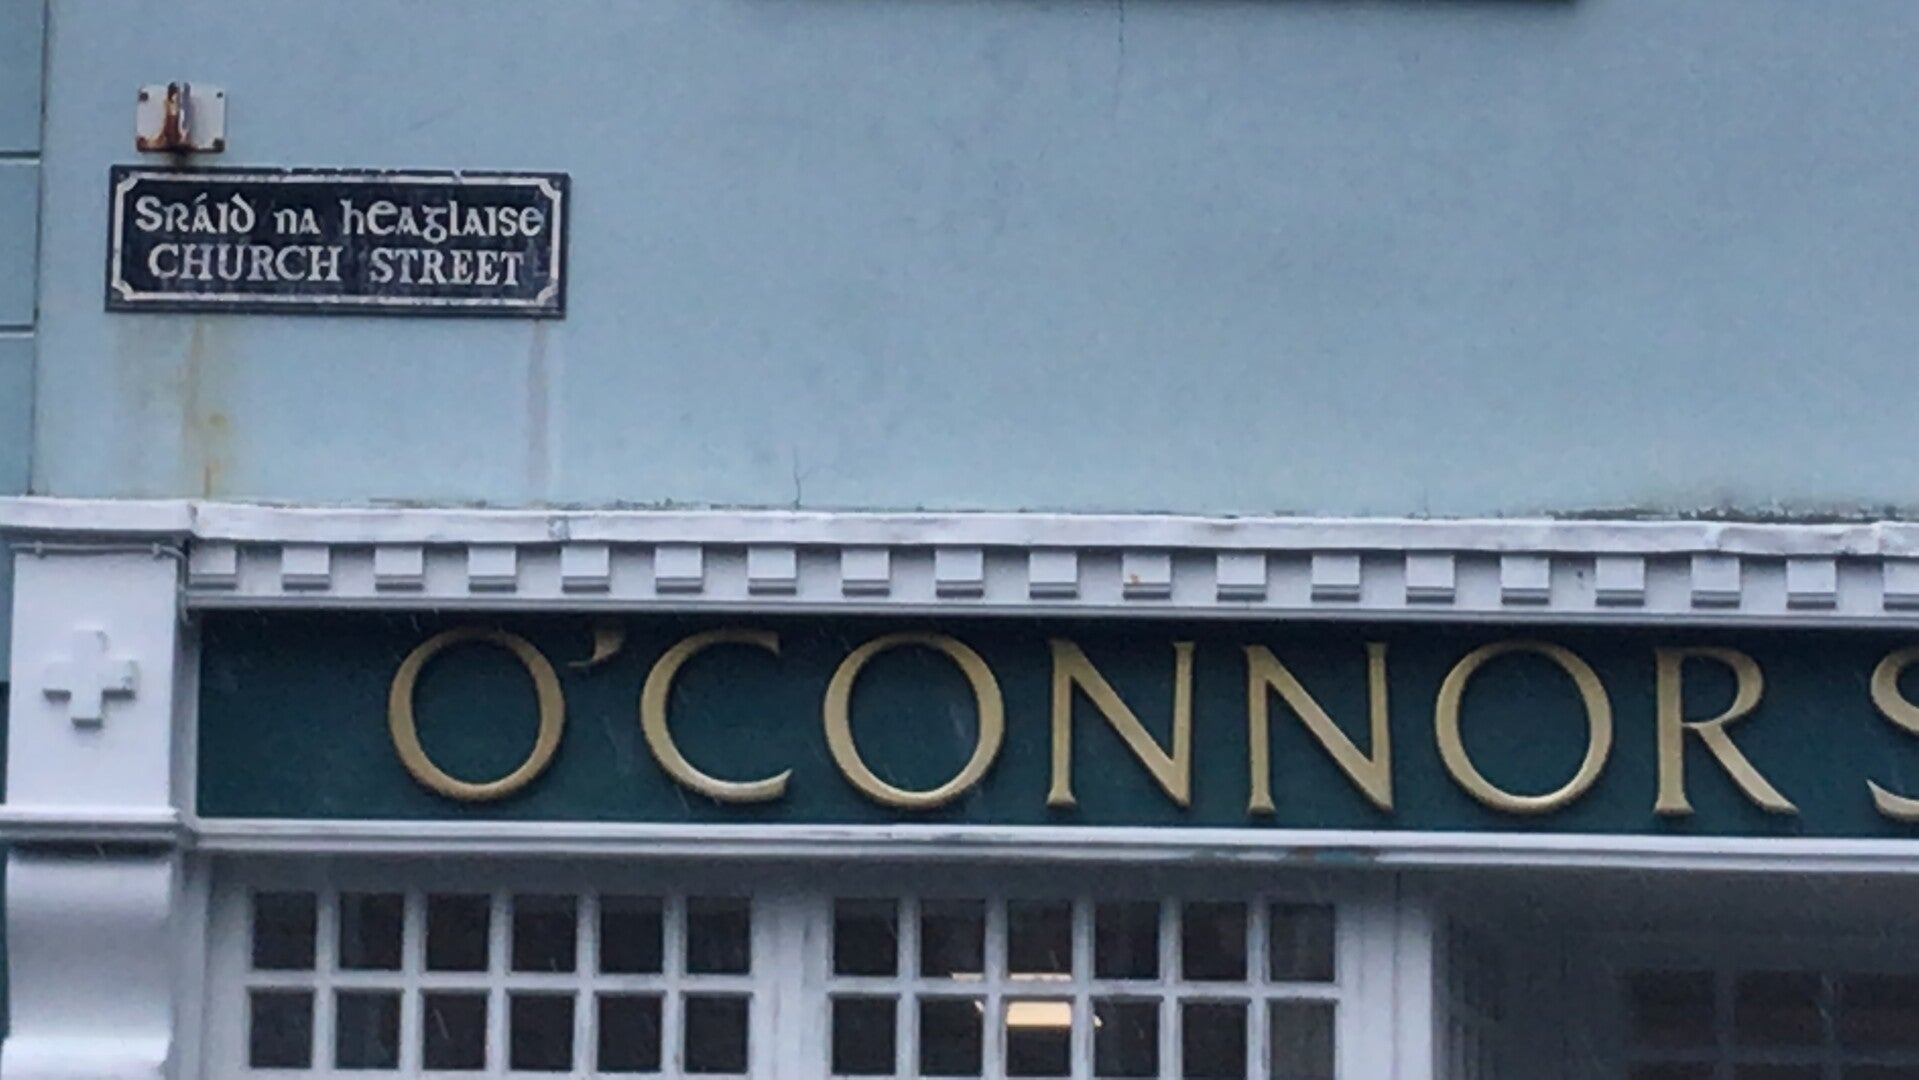 Sráid na hEaglaise
CHURCH STREET
O'CONNOR S